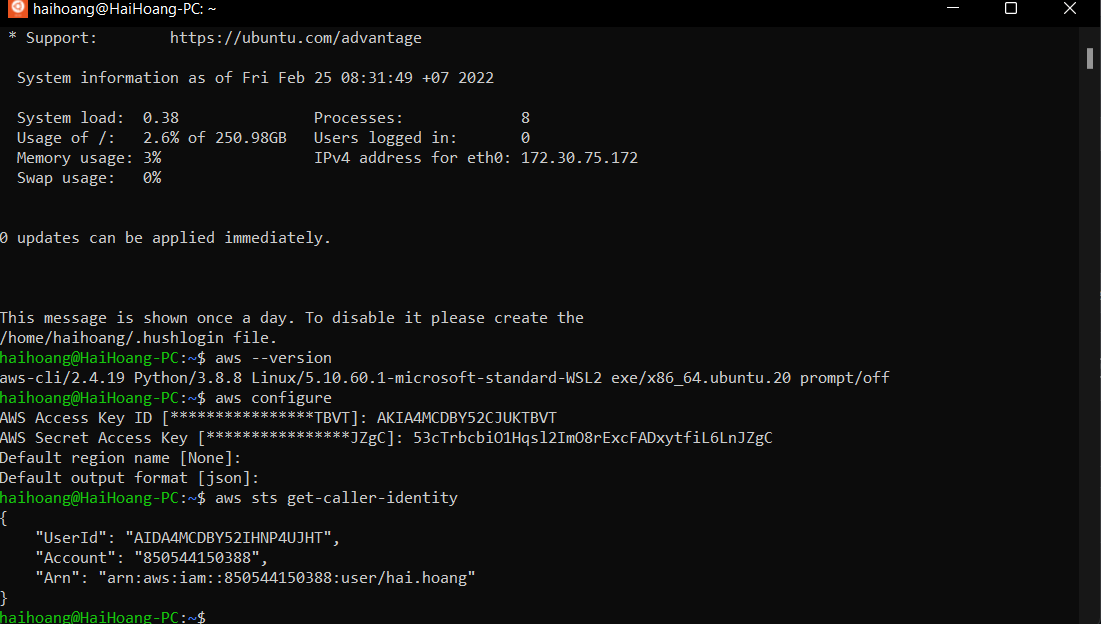 haihoang@HaiHoang-PC: ~
* Support: https://ubuntu.com/advantage
System information as of Fri Feb 25 08:31:49 +07 2022
System load: 0.38 Processes: 8
Usage of /: 2.6% of 250.98GB Users logged in: 0
Memory usage: 3% IPv4 address for eth0: 172.30.75.172
Swap usage: 0%
0 updates can be applied immediately.
This message is shown once a day. To disable it please create the
/home/haihoang/.hushlogin file.
haihoang@HaiHoang-PC:~$ aws --version
aws-cli/2.4.19 Python/3.8.8 Linux/5.10.60.1-microsoft-standard-WSL2 exe/x86_64.ubuntu.20 prompt/off
haihoang@HaiHoang-PC:~$ aws configure
AWS Access Key ID [****************TBVT]: AKIA4MCDBY52CJUKTBVT
AWS Secret Access Key [****************JZgC]: 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
Default region name [None]:
Default output format [json]:
haihoang@HaiHoang-PC:~$ aws sts get-caller-identity
{
"UserId": "AIDA4MCDBY52IHNP4UJHT",
"Account": "850544150388",
"Arn": "arn:aws:iam::850544150388:user/hai.hoang"
}
haihoang@HaiHoang-PC:~$